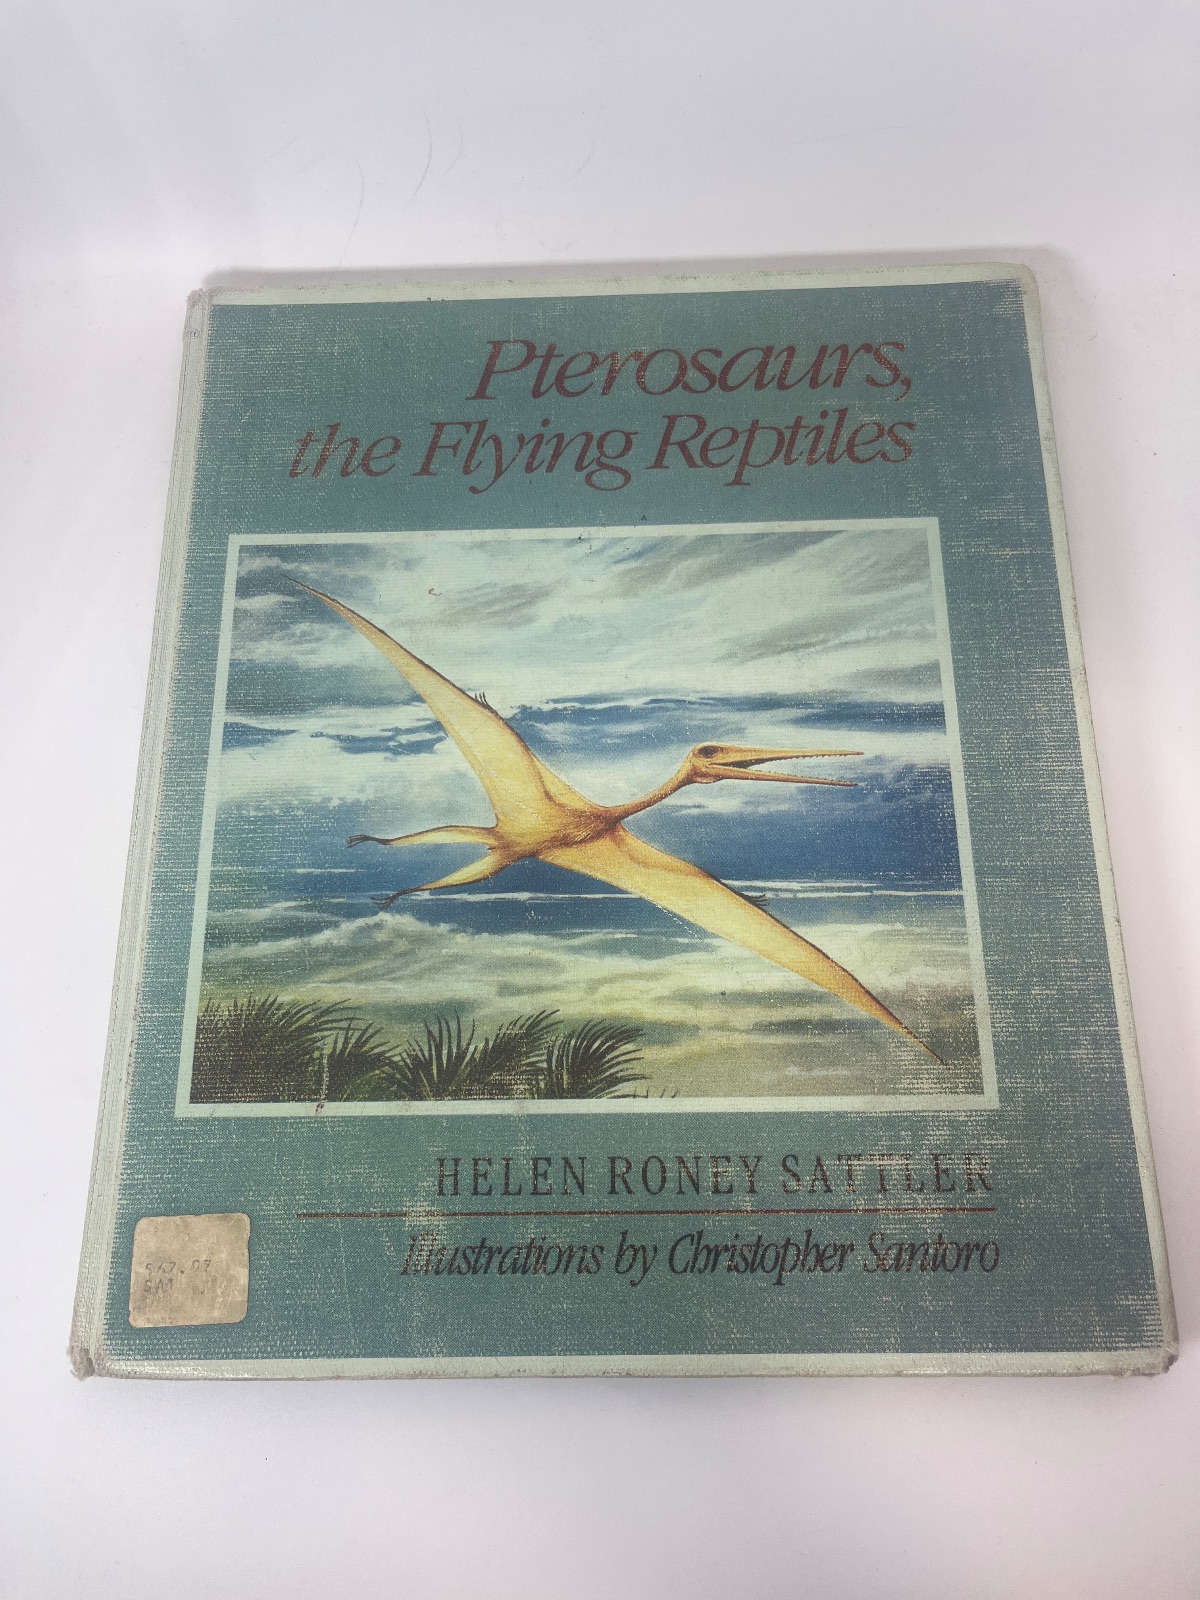 Pterosaurs,
the Flying Reptiles
HELEN RONEY SATTLER
Illustrations by Christopher Santoro